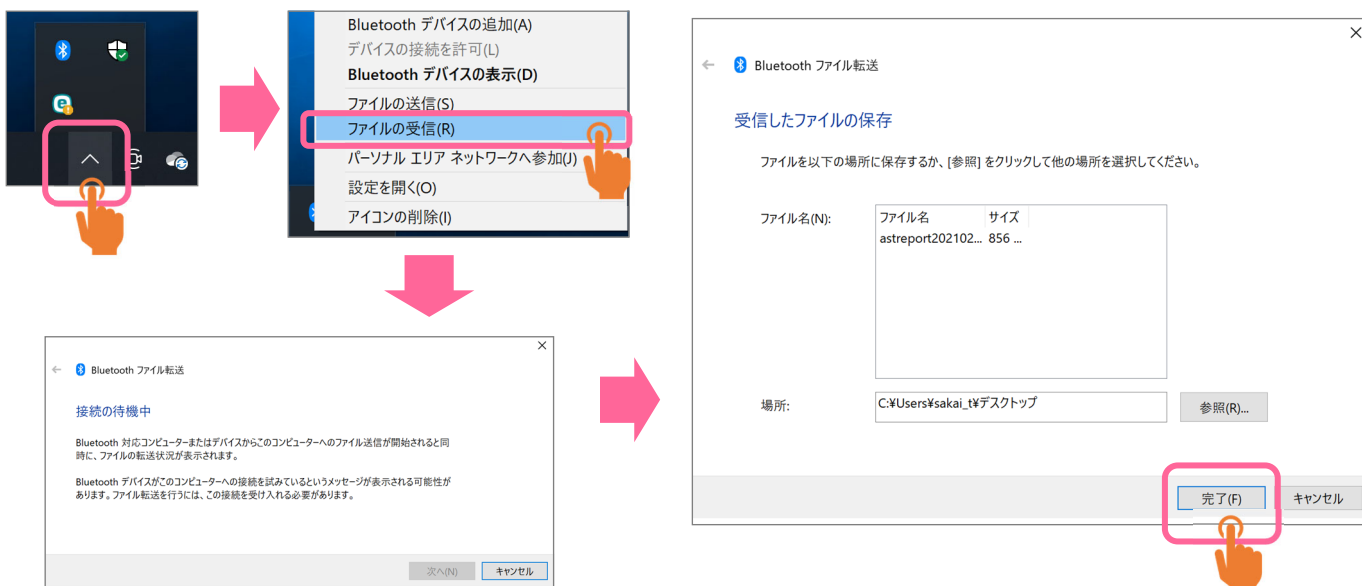 Bluetooth デバイスの追加(A)
デバイスの接続を許可(L)
Bluetooth デバイスの表示(D)
ファイルの送信(S)
ファイルの受信(R)
パーソナル エリア ネットワークへ参加(J)
設定を開く(O)
アイコンの削除(I)
Bluetooth ファイル転送
接続の待機中
Bluetooth 対応コンピューターまたはデバイスからこのコンピューターへのファイル送信が開始されると同
時に、ファイルの転送状況が表示されます。
Bluetooth デバイスがこのコンピューターへの接続を試みているというメッセージが表示される可能性が
あります。ファイル転送を行うには、この接続を受け入れる必要があります。
次へ(N) キャンセル
Bluetooth ファイル転送
受信したファイルの保存
ファイルを以下の場所に保存するか、[参照] をクリックして他の場所を選択してください。
ファイル名(N): ファイル名 サイズ
astreport202102... 856 ...
場所: C:¥Users¥sakai_t¥デスクトップ 参照(R)...
完了(F) キャンセル